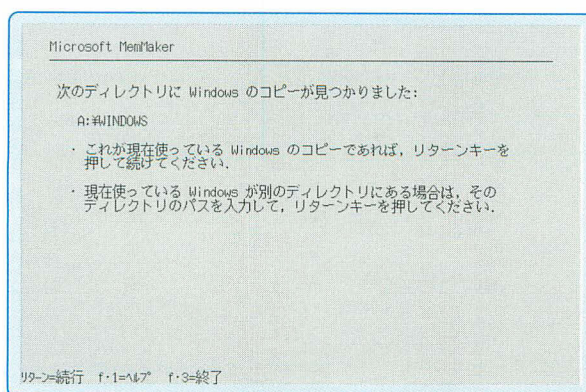 Microsoft MemMaker
次のディレクトリに Windows のコピーが見つかりました:
A:¥WINDOWS
・ これが現在使っている Windows のコピーであれば，リターンキーを
押して続けてください．
・ 現在使っている Windows が別のディレクトリにある場合は，その
ディレクトリのパスを入力して，リターンキーを押してください．
ﾘﾀｰﾝ=続行 f･1=ﾍﾙﾌﾟ f･3=終了